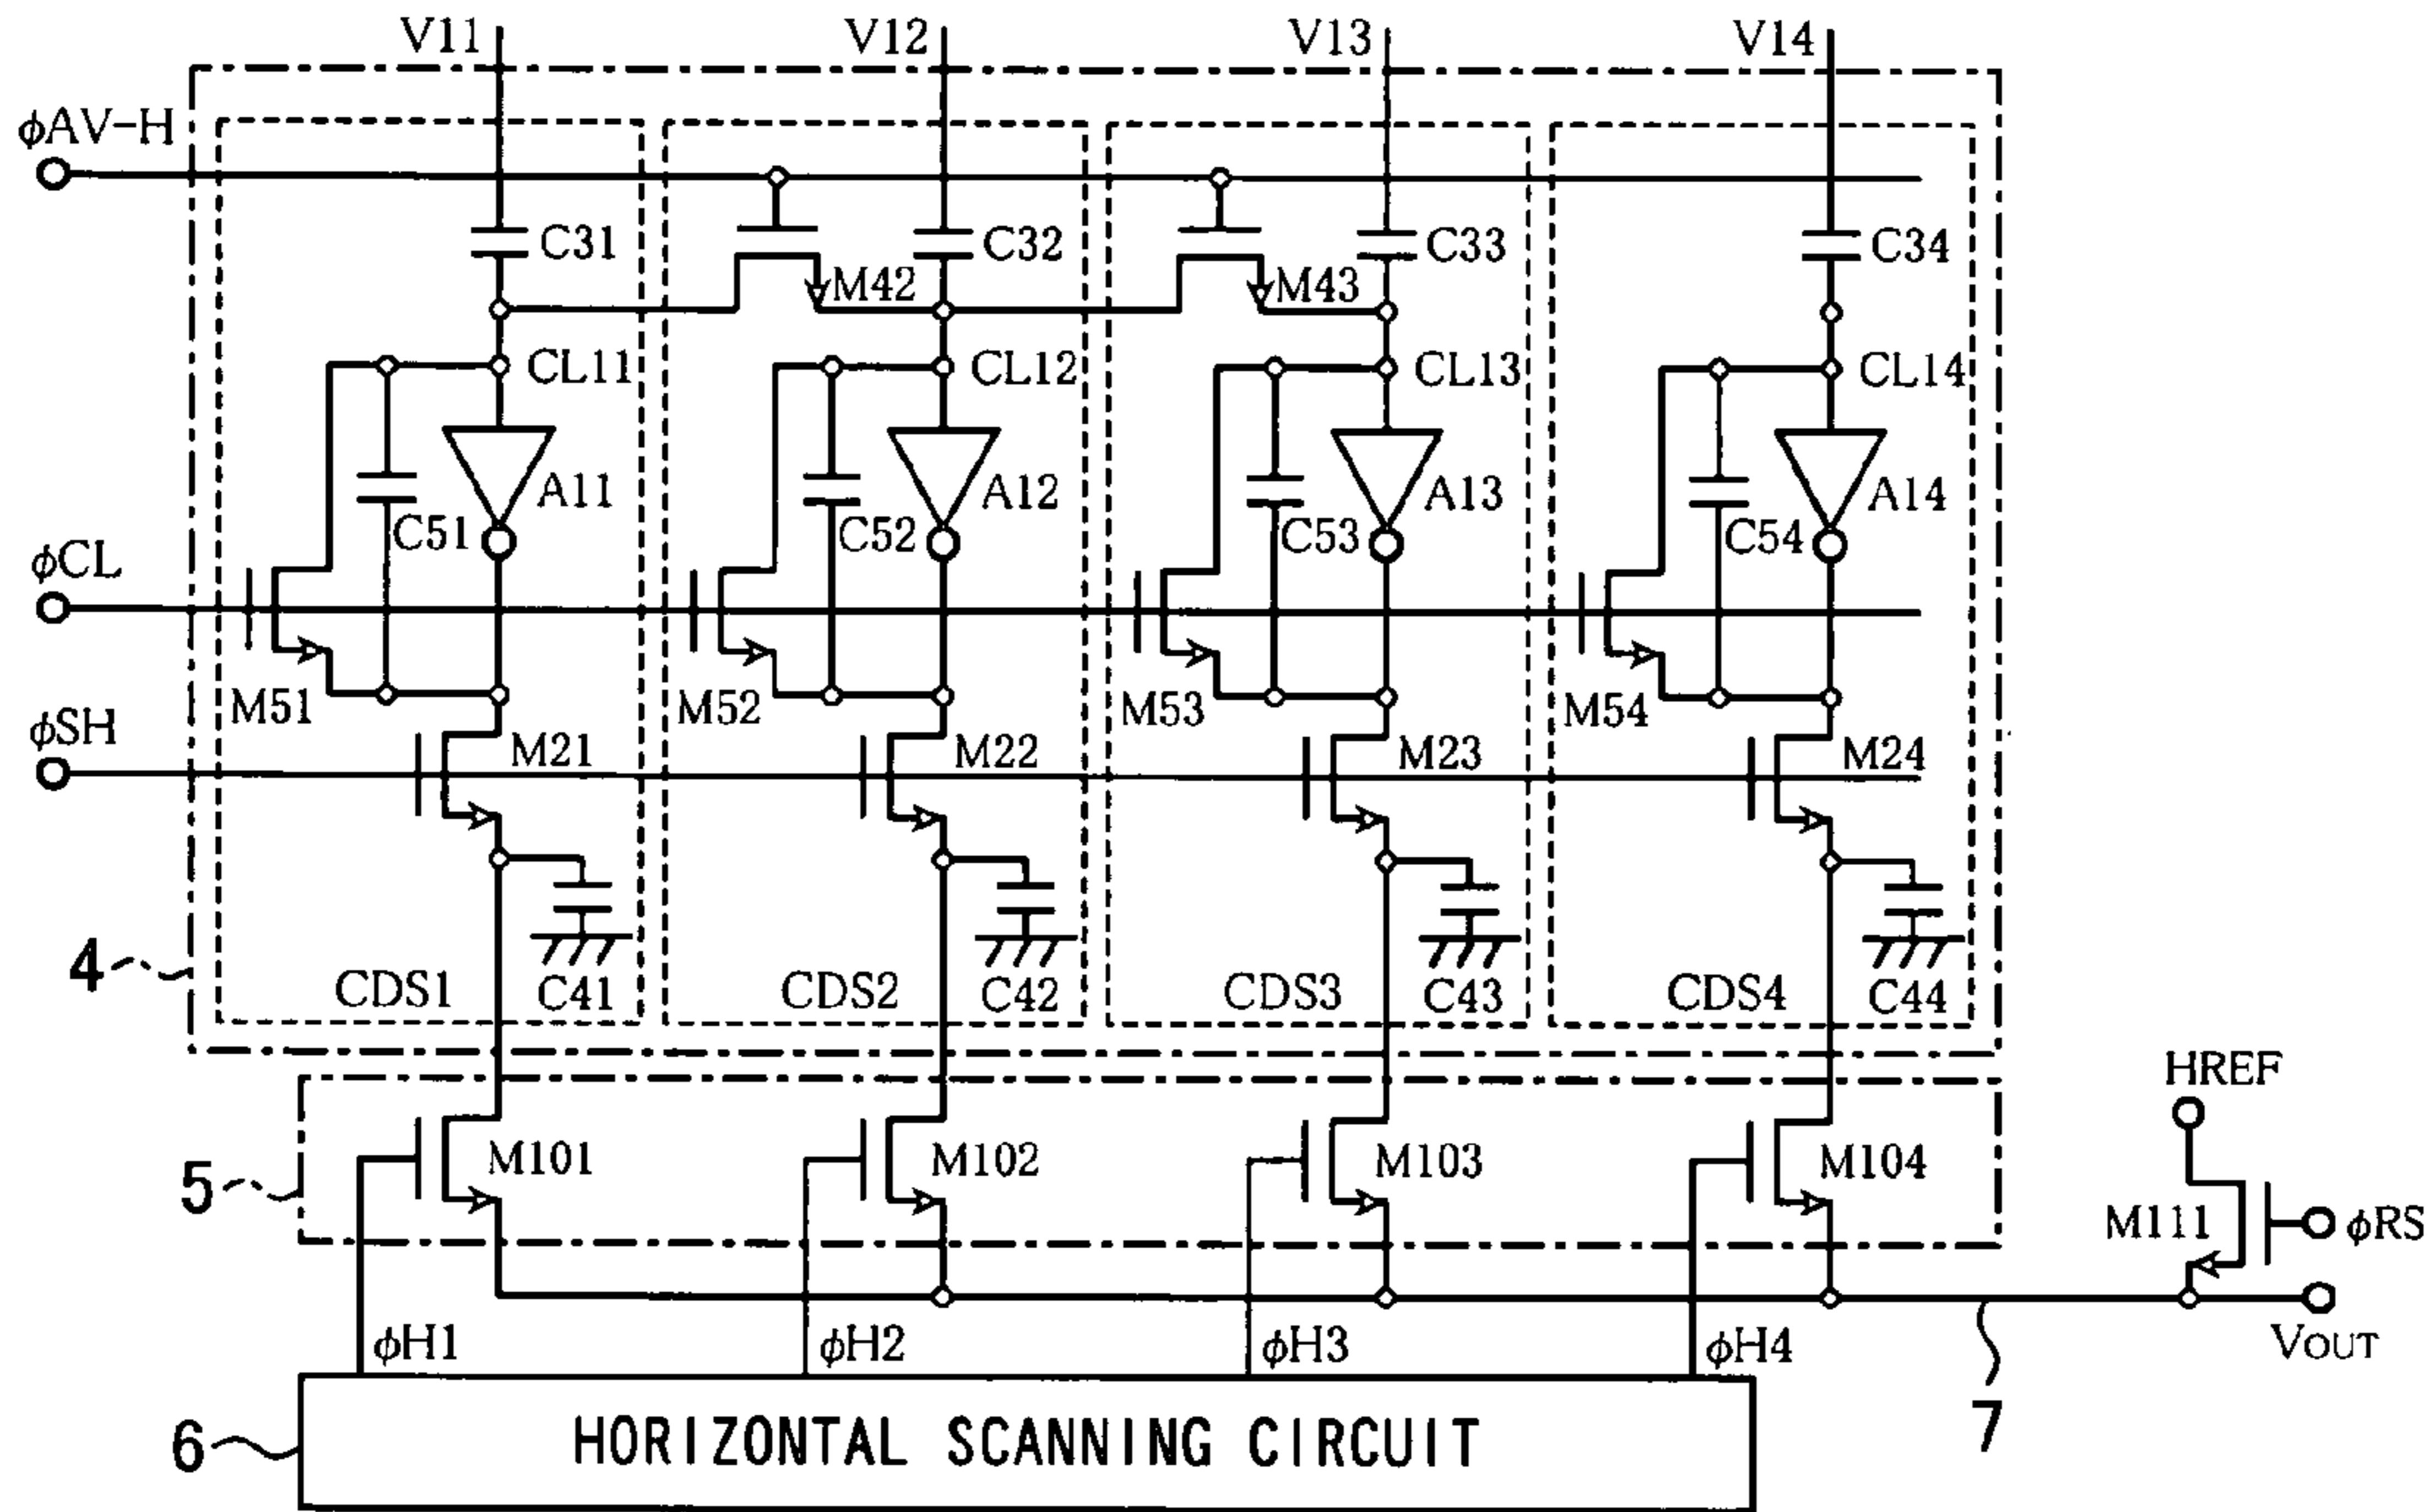 V11 V12 V13 V14
ϕAV-H
C31 C32 C33 C34
M42 M43
CL11 CL12 CL13 CL14
A11 A12 A13 A14
C51 C52 C53 C54
ϕCL
M51 M52 M53 M54
ϕSH
M21 M22 M23 M24
4
CDS1 C41 CDS2 C42 CDS3 C43 CDS4 C44
HREF
5
M101 M102 M103 M104
M111 ϕRS
ϕH1 ϕH2 ϕH3 ϕH4
VOUT
6
HORIZONTAL SCANNING CIRCUIT
7